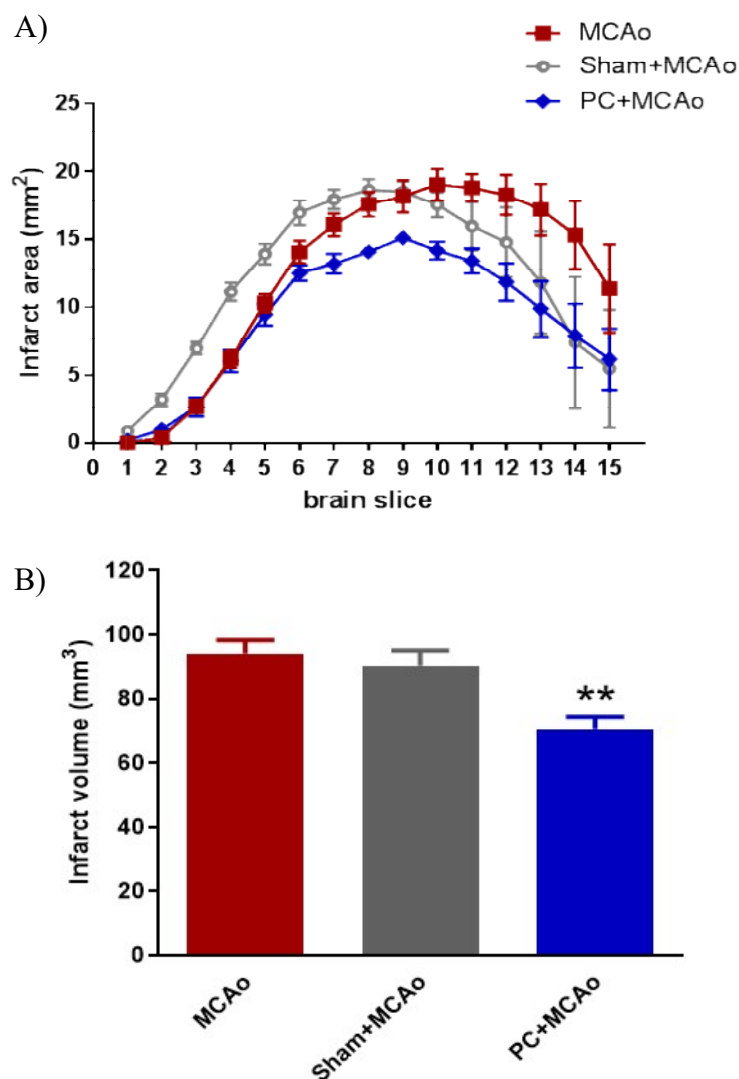 A)
MCAo
Sham+MCAo
PC+MCAo
Infarct area (mm²)
25
20
15
10
5
0
0 1 2 3 4 5 6 7 8 9 10 11 12 13 14 15
brain slice
B)
Infarct volume (mm³)
120
100
80
60
40
20
0
**
MCAo
Sham+MCAo
PC+MCAo